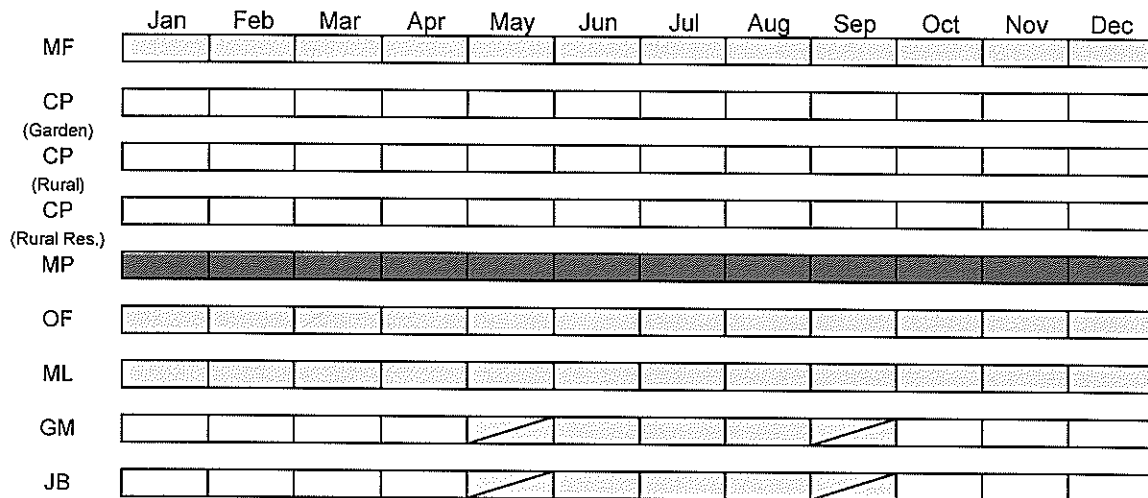 Jan Feb Mar Apr May Jun Jul Aug Sep Oct Nov Dec
MF
CP
(Garden)
CP
(Rural)
CP
(Rural Res.)
MP
OF
ML
GM
JB